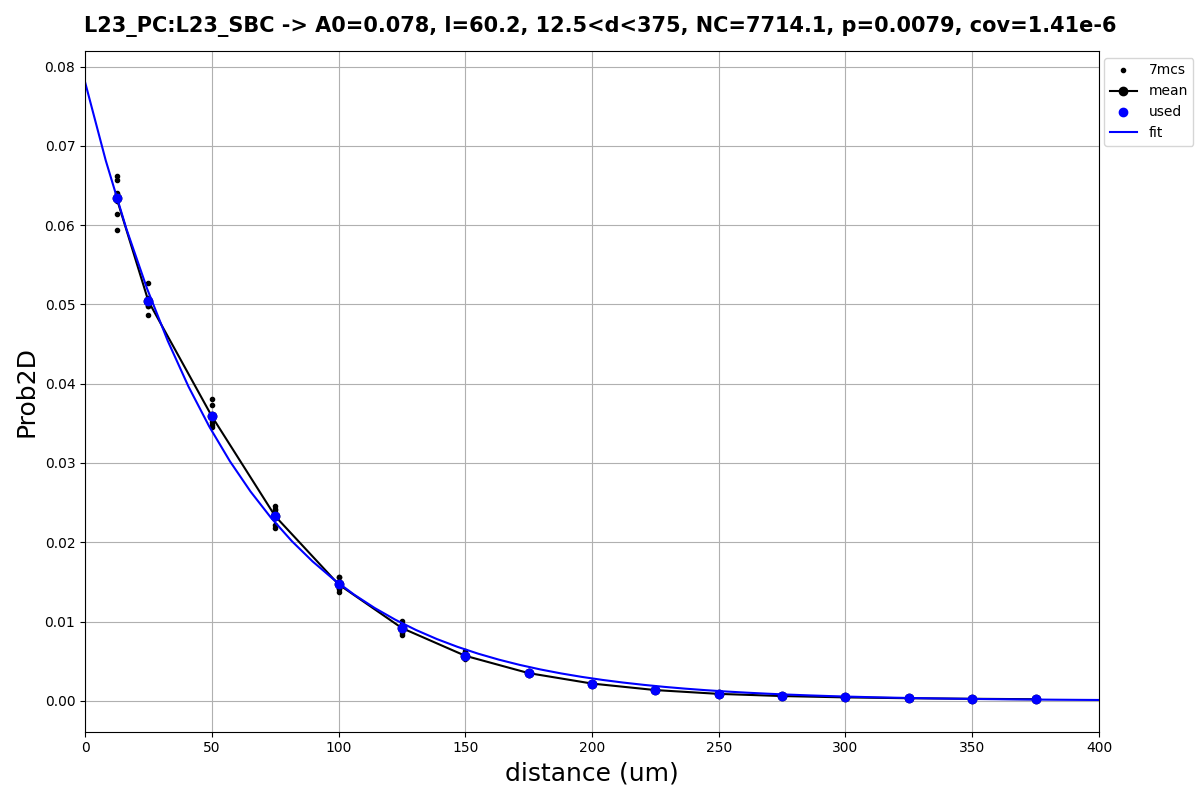 L23_PC:L23_SBC -> A0=0.078, l=60.2, 12.5<d<375, NC=7714.1, p=0.0079, cov=1.41e-6
7mcs
mean
used
fit
0.08
0.07
0.06
0.05
0.04
0.03
0.02
0.01
0.00
Prob2D
0 50 100 150 200 250 300 350 400
distance (um)